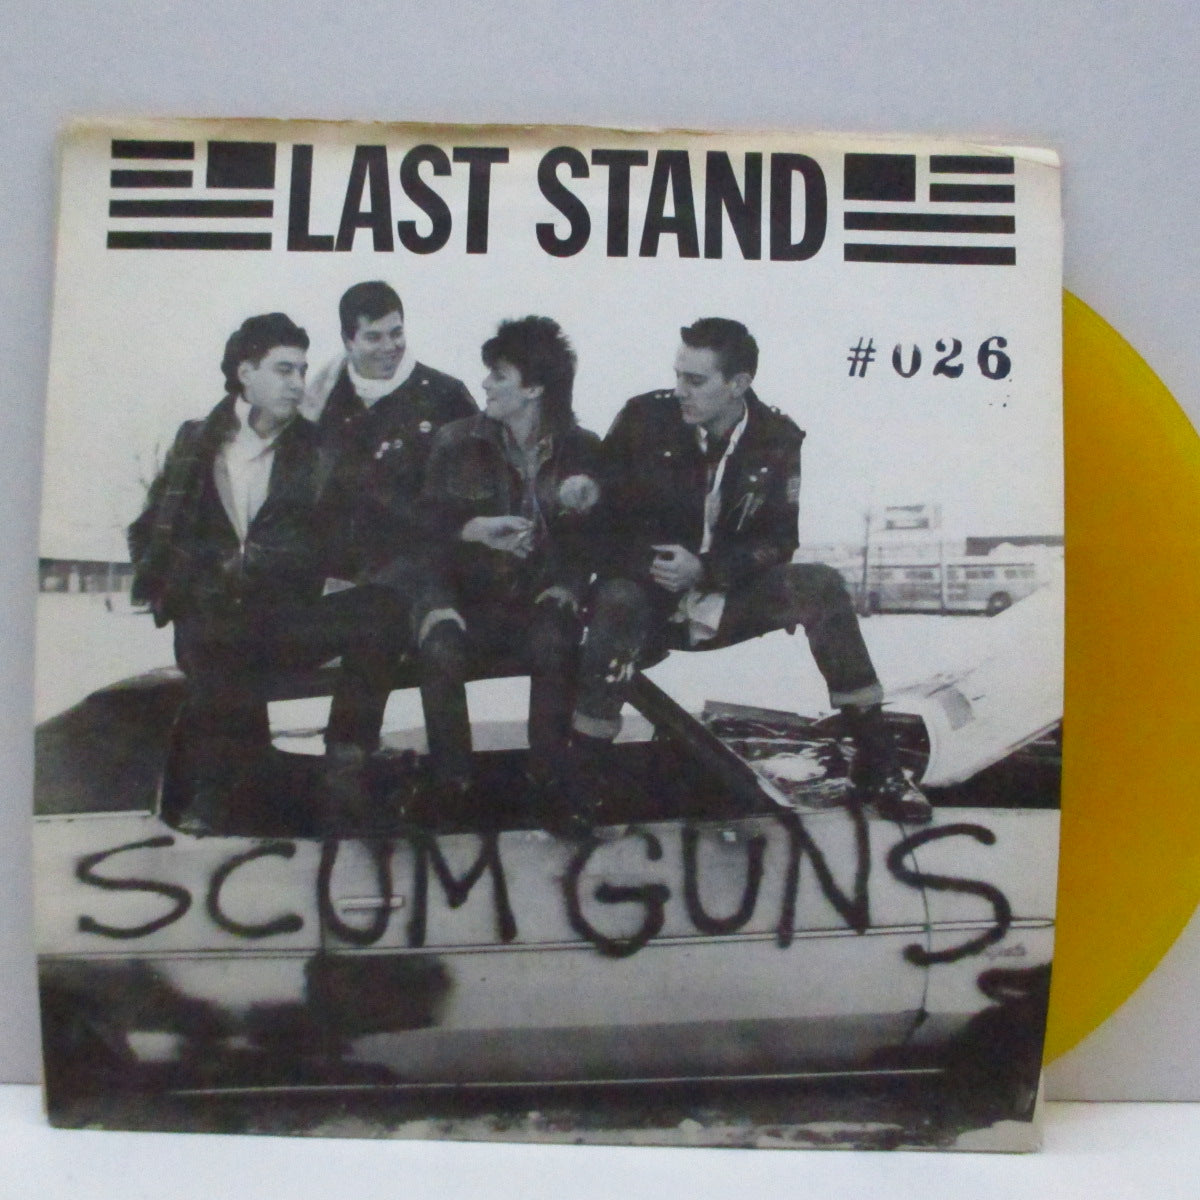 LAST STAND
#026
SCUM GUNS